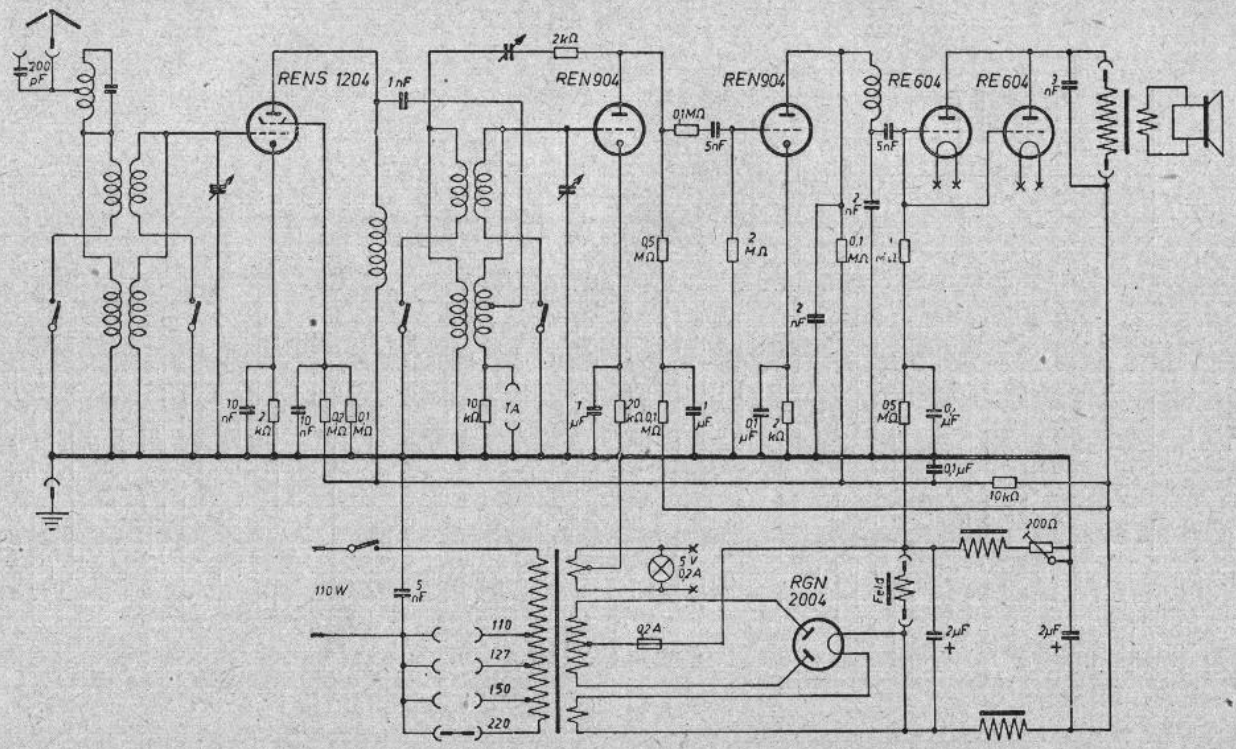 200
pF
RENS 1204
1nF
2kΩ
REN904
0,1MΩ
5nF
REN904
5nF
RE604
RE604
3
nF
2
nF
0,5
MΩ
2
MΩ
0,1
MΩ
MΩ
2
nF
10
nF
2
kΩ
10
nF
0,2
MΩ
0,1
MΩ
10
kΩ
TA
1
µF
20
kΩ
0,1
MΩ
1
µF
0,1
µF
2
kΩ
0,5
MΩ
µF
0,1µF
10kΩ
200Ω
5V
0,2A
RGN
2004
Feld
110W
5
nF
0,2A
110
127
150
220
2µF
+
2µF
+